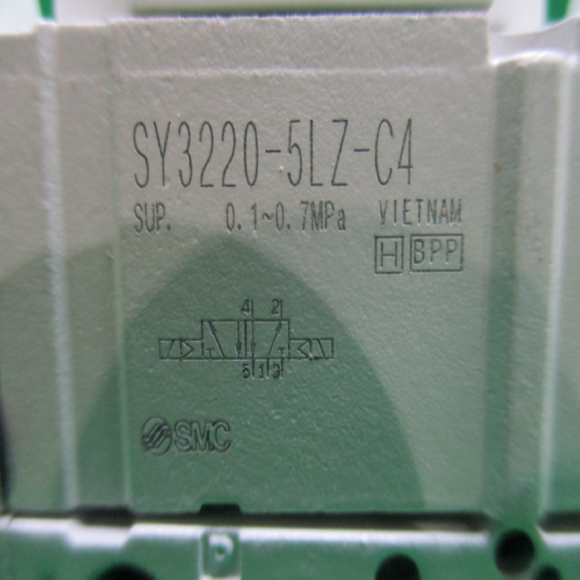 SY3220-5LZ-C4
SUP. 0.1~0.7MPa VIETNAM
H BPP
4 2
5 1 3
SMC
P